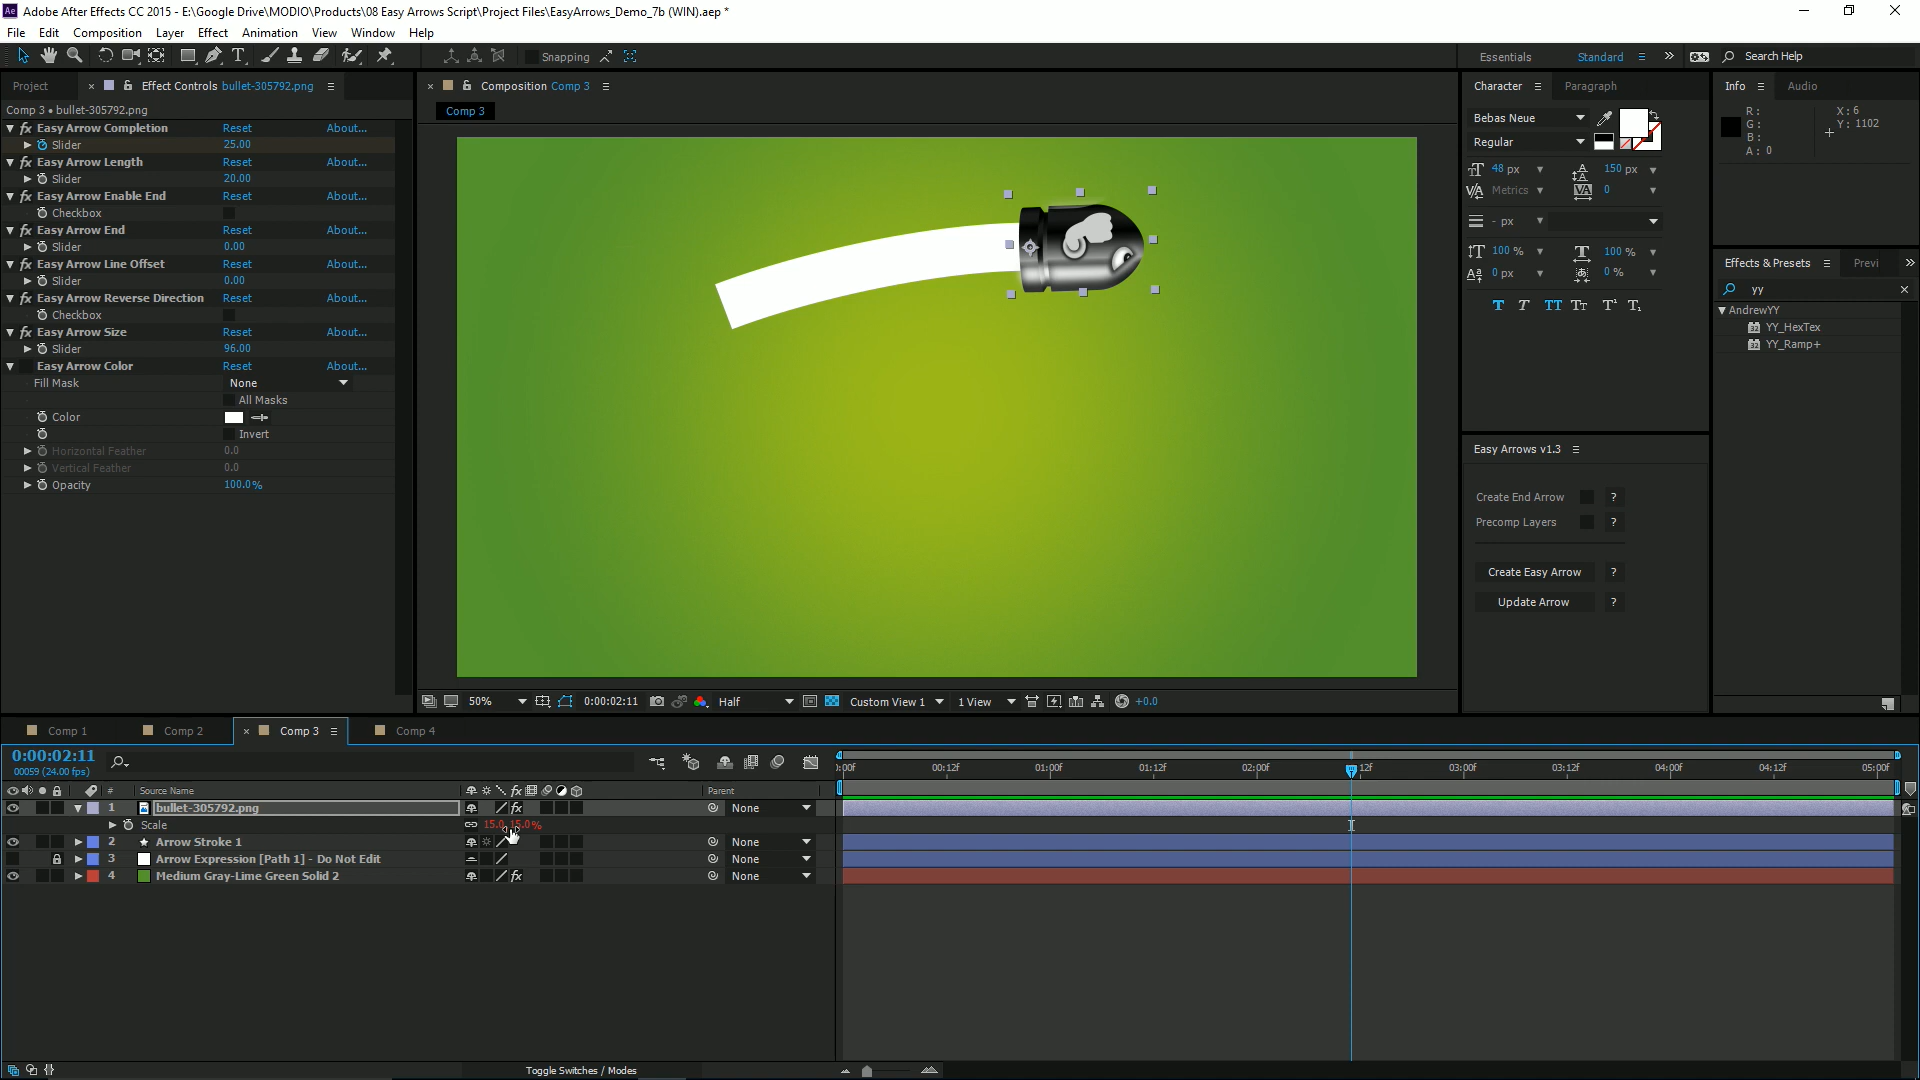 Adobe After Effects CC 2015 - E:\Google Drive\MODIO\Products\08 Easy Arrows Script\Project Files\EasyArrows_Demo_7b (WIN).aep *
File Edit Composition Layer Effect Animation View Window Help
Snapping Essentials Standard Search Help
Project Effect Controls bullet-305792.png
Comp 3 • bullet-305792.png
Easy Arrow Completion Reset About...
Slider 25.00
Easy Arrow Length Reset About...
Slider 20.00
Easy Arrow Enable End Reset About...
Checkbox
Easy Arrow End Reset About...
Slider 0.00
Easy Arrow Line Offset Reset About...
Slider 0.00
Easy Arrow Reverse Direction Reset About...
Checkbox
Easy Arrow Size Reset About...
Slider 96.00
Easy Arrow Color Reset About...
Fill Mask None
All Masks
Color
Invert
Horizontal Feather 0.0
Vertical Feather 0.0
Opacity 100.0%
Composition Comp 3
Comp 3
50% 0:00:02:11 Half Custom View 1 1 View +0.0
Character Paragraph
Bebas Neue
Regular
48 px 150 px
Metrics 0
- px
100 % 100 %
0 px 0 %
T T TT Tt T¹ T₁
Easy Arrows v1.3
Create End Arrow ?
Precomp Layers ?
Create Easy Arrow ?
Update Arrow ?
Info Audio
R: X: 6
G: Y: 1102
B:
A: 0
Effects & Presets Previ
yy
AndrewYY
YY_HexTex
YY_Ramp+
Comp 1 Comp 2 Comp 3 Comp 4
0:00:02:11
00059 (24.00 fps)
:00f 00:12f 01:00f 01:12f 02:00f 12f 03:00f 03:12f 04:00f 04:12f 05:00f
# Source Name Parent
1 bullet-305792.png None
Scale 15.0, 15.0%
2 Arrow Stroke 1 None
3 Arrow Expression [Path 1] - Do Not Edit None
4 Medium Gray-Lime Green Solid 2 None
Toggle Switches / Modes